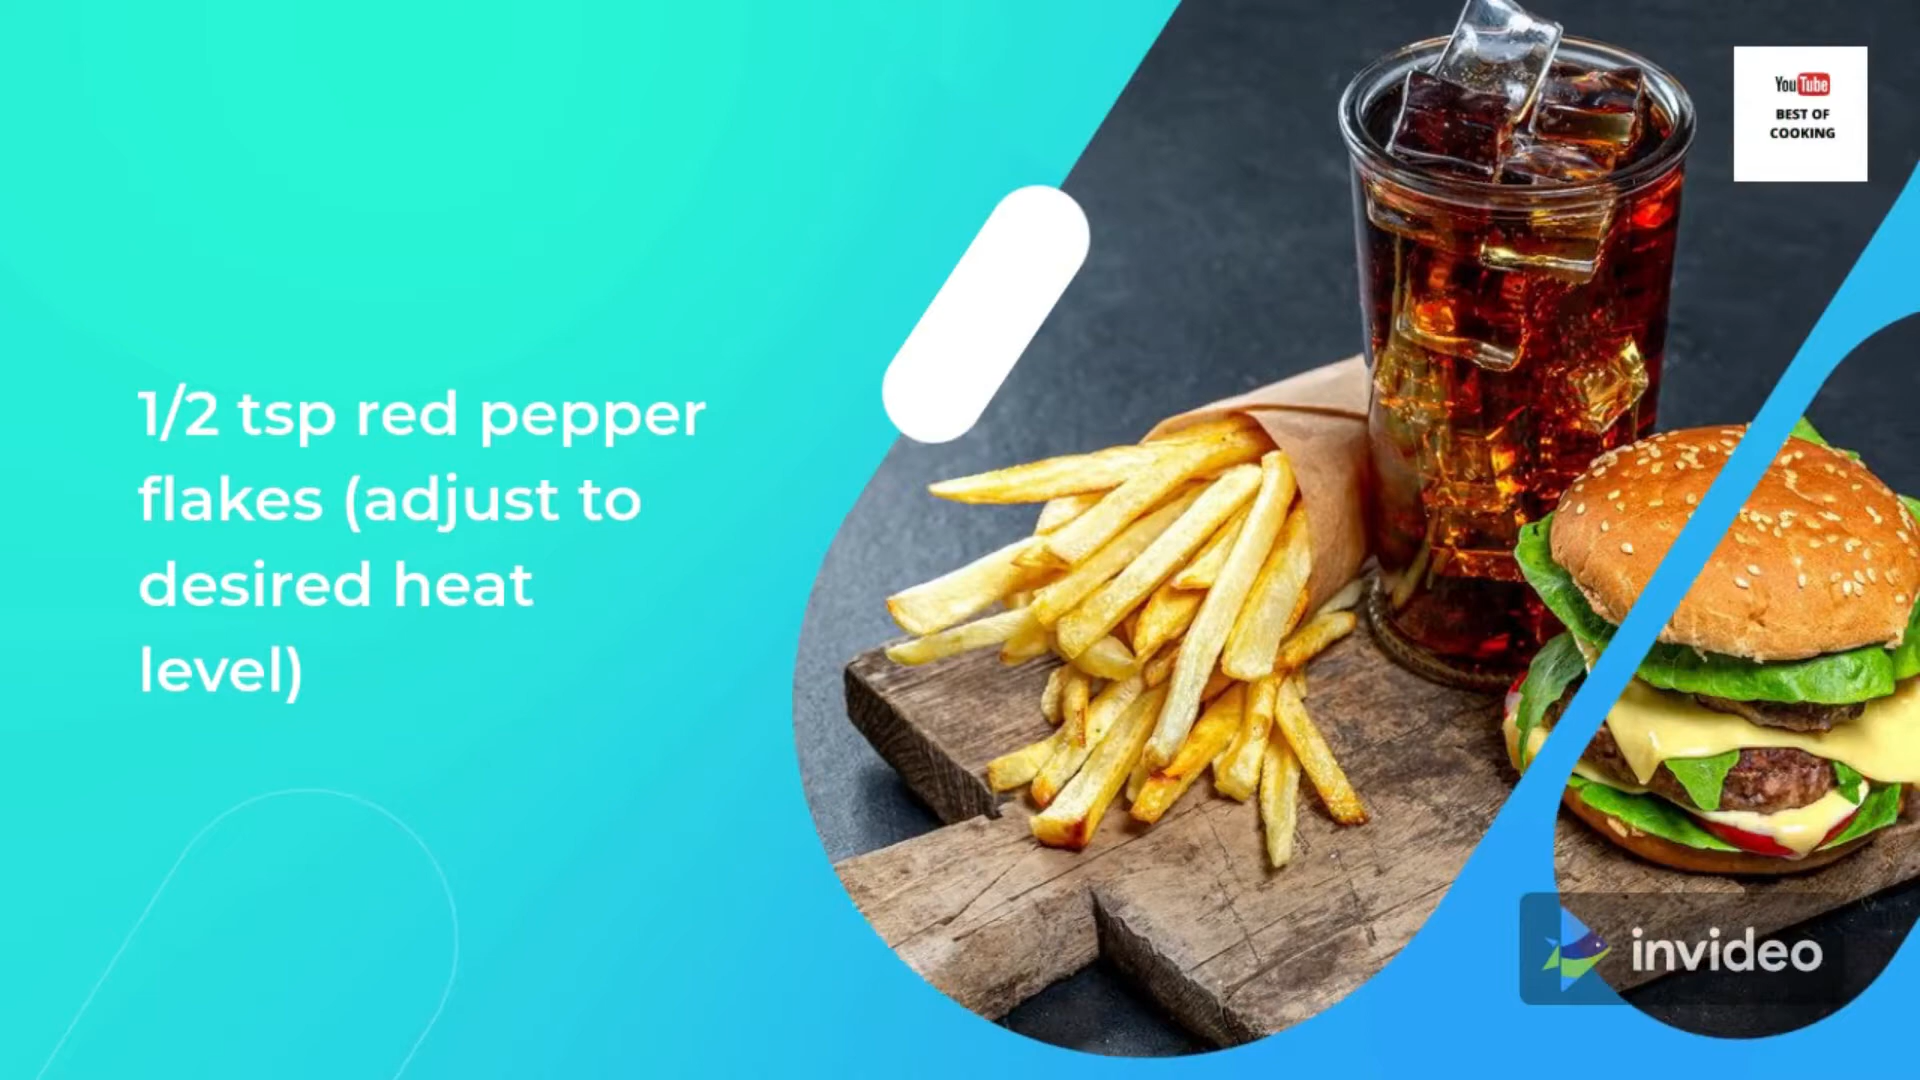 YouTube
BEST OF
COOKING
1/2 tsp red pepper
flakes (adjust to
desired heat
level)
invideo